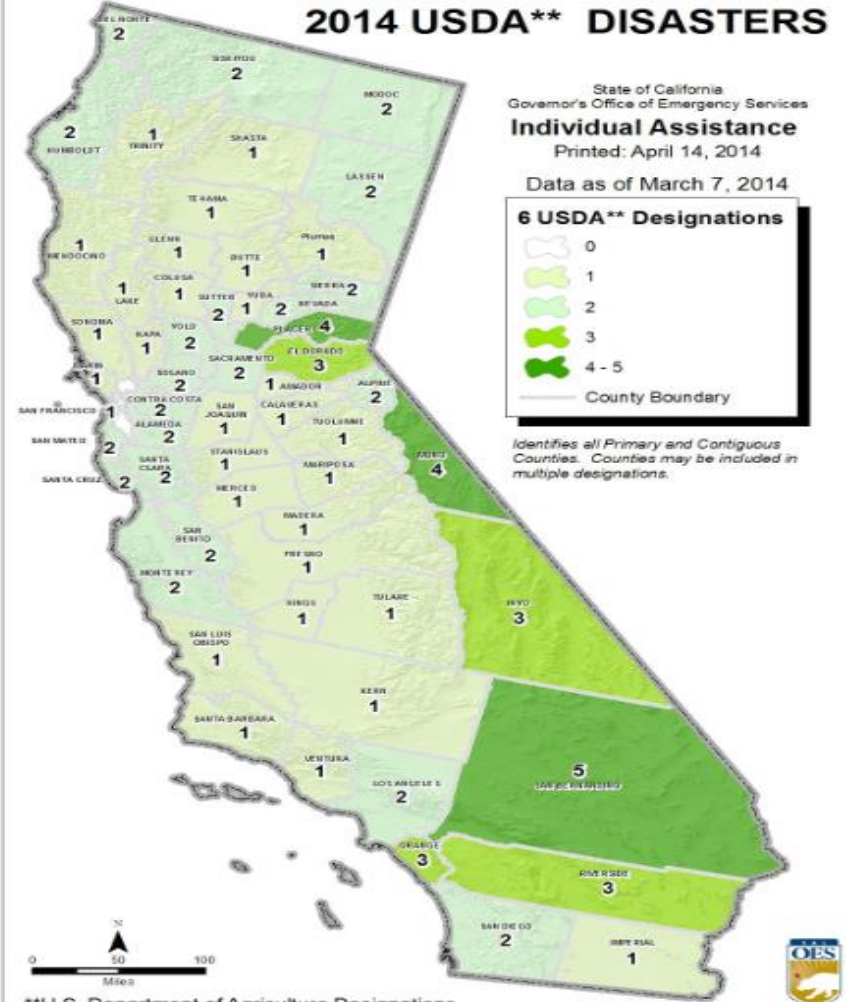 2014 USDA** DISASTERS
State of California
Governor's Office of Emergency Services
Individual Assistance
Printed: April 14, 2014
Data as of March 7, 2014
6 USDA** Designations
0
1
2
3
4 - 5
County Boundary
Identifies all Primary and Contiguous
Counties. Counties may be included in
multiple designations.
DEL NORTE
2
SISKIYOU
2
MODOC
2
HUMBOLDT
2
TRINITY
1
SHASTA
1
LASSEN
2
TEHAMA
1
MENDOCINO
1
GLENN
1
BUTTE
1
Plumas
1
LAKE
1
COLUSA
1
SUTTER
2
YUBA
1
SIERRA 2
NEVADA
2
PLACER 4
SONOMA
1
NAPA
1
YOLO
2
SACRAMENTO
2
EL DORADO
3
MARIN
1
SOLANO
2
1 AMADOR
ALPINE
2
SAN FRANCISCO 1
CONTRA COSTA
2
SAN
JOAQUIN
1
CALAVERAS
1
TUOLUMNE
1
ALAMEDA
2
SAN MATEO 2
SANTA
CLARA
2
STANISLAUS
1
MARIPOSA
1
MONO
4
SANTA CRUZ 2
MERCED
1
MADERA
1
SAN
BENITO
2
FRESNO
1
MONTEREY
2
KINGS
1
TULARE
1
INYO
3
SAN LUIS
OBISPO
1
KERN
1
SANTA BARBARA
1
VENTURA
1
LOS ANGELES
2
5
SAN BERNARDINO
ORANGE
3
RIVERSIDE
3
SAN DIEGO
2
IMPERIAL
1
N
0 50 100
Miles
OES
**U.S. Department of Agriculture Designations